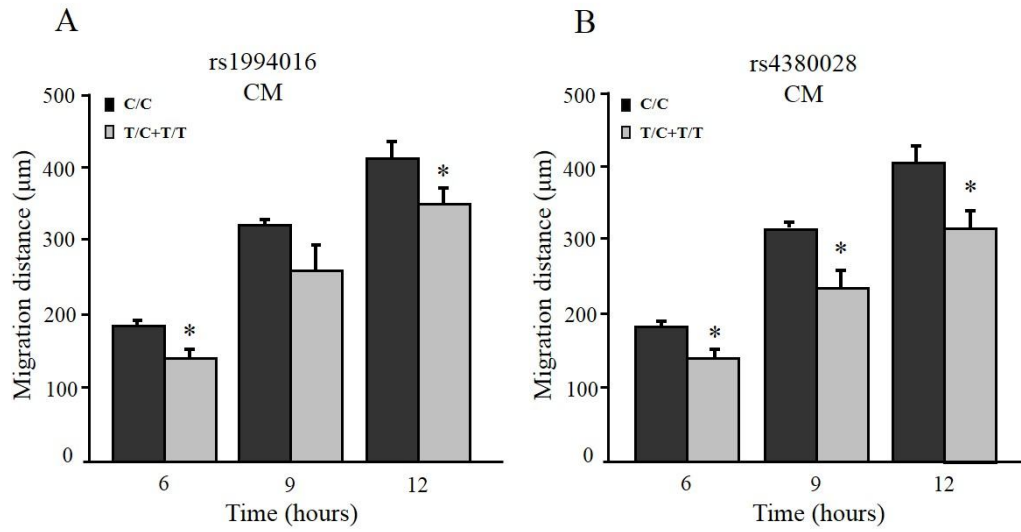 A
rs1994016
CM
C/C
T/C+T/T
Migration distance (μm)
500
400
300
200
100
0
*
*
6
9
12
Time (hours)
B
rs4380028
CM
C/C
T/C+T/T
Migration distance (μm)
500
400
300
200
100
0
*
*
*
6
9
12
Time (hours)